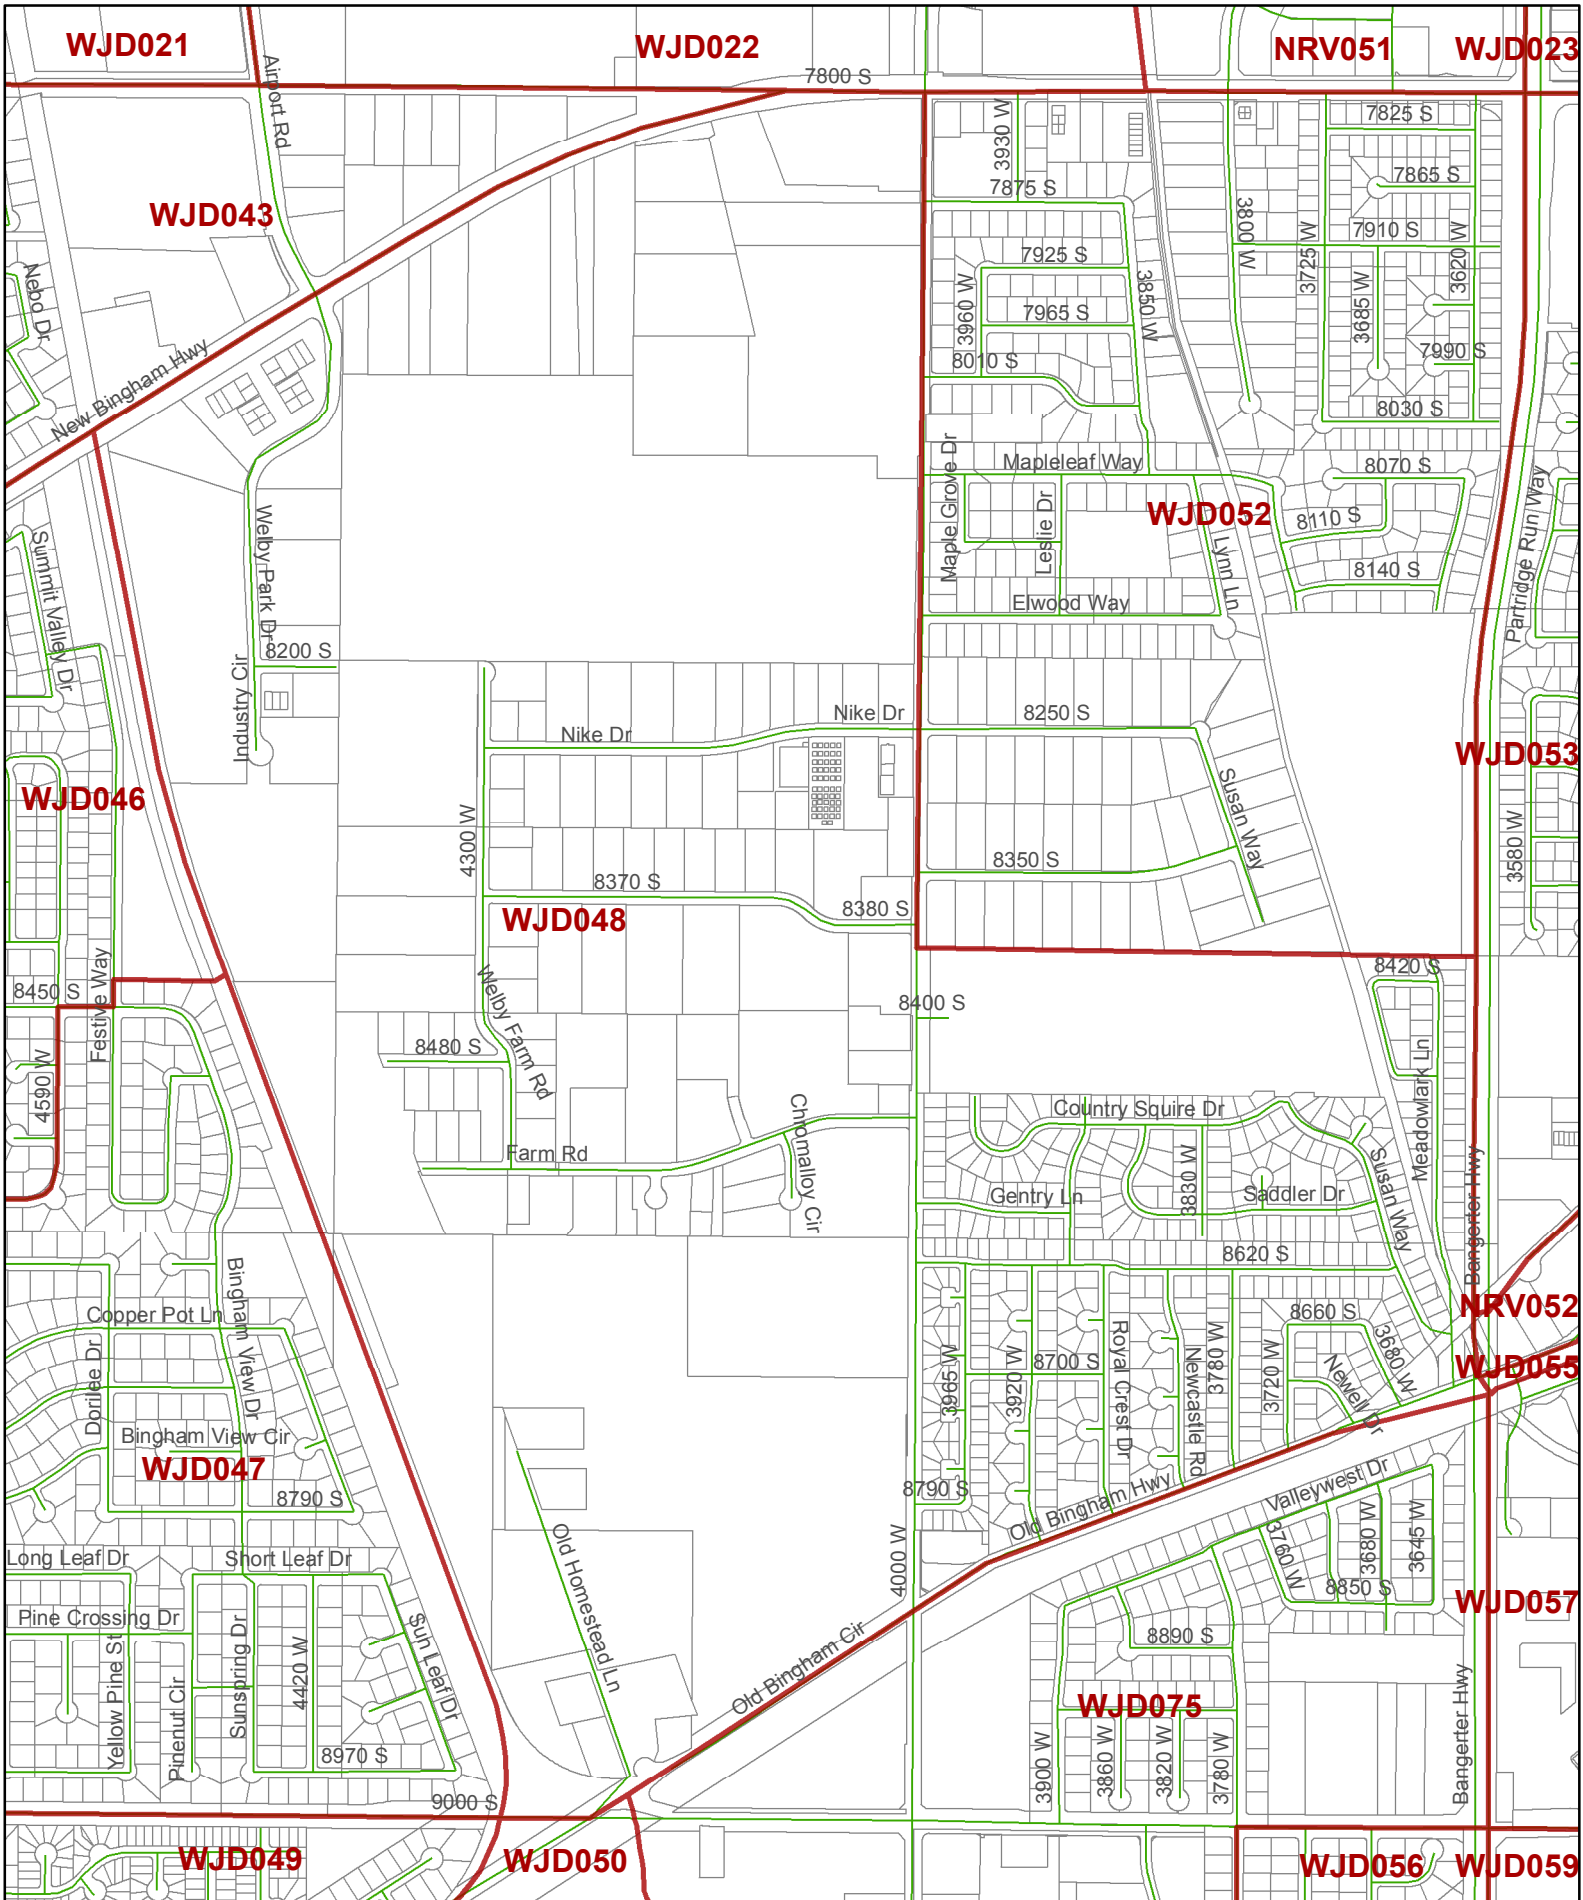 WJD021
WJD022
NRV051
WJD023
7800 S
Airport Rd
7825 S
3930 W
7865 S
7875 S
WJD043
3800 W
7910 S
3725 W
3620 W
7925 S
Nebo Dr
3850 W
3960 W
7965 S
3685 W
7990 S
8010 S
New Bingham Hwy
8030 S
Mapleleaf Way
Maple Grove Dr
8070 S
Leslie Dr
WJD052
8110 S
Partridge Run Way
Welby Park Dr
Summit Valley Dr
Lynn Ln
8140 S
Elwood Way
8200 S
Industry Cir
Nike Dr
Nike Dr
8250 S
WJD053
WJD046
Susan Way
4300 W
3580 W
8350 S
8370 S
8380 S
WJD048
Festive Way
8420 S
8450 S
Welby Farm Rd
8400 S
4590 W
8480 S
Meadowlark Ln
Country Squire Dr
Chromalloy Cir
Farm Rd
3830 W
Susan Way
Gentry Ln
Saddler Dr
Bangerter Hwy
8620 S
Bingham View Dr
Copper Pot Ln
NRV052
8660 S
Dorilee Dr
3965 W
3920 W
8700 S
Royal Crest Dr
Newcastle Rd
3780 W
3720 W
Newell Dr
3680 W
WJD055
Bingham View Cir
WJD047
8790 S
8790 S
Old Bingham Hwy
Valleywest Dr
4000 W
Old Homestead Ln
Long Leaf Dr
Short Leaf Dr
3760 W
3680 W
3645 W
8850 S
WJD057
Pine Crossing Dr
Yellow Pine St
Pinenut Cir
Sunspring Dr
4420 W
Sun Leaf Dr
Old Bingham Cir
8890 S
WJD075
Bangerter Hwy
8970 S
3900 W
3860 W
3820 W
3780 W
9000 S
WJD049
WJD050
WJD056
WJD059